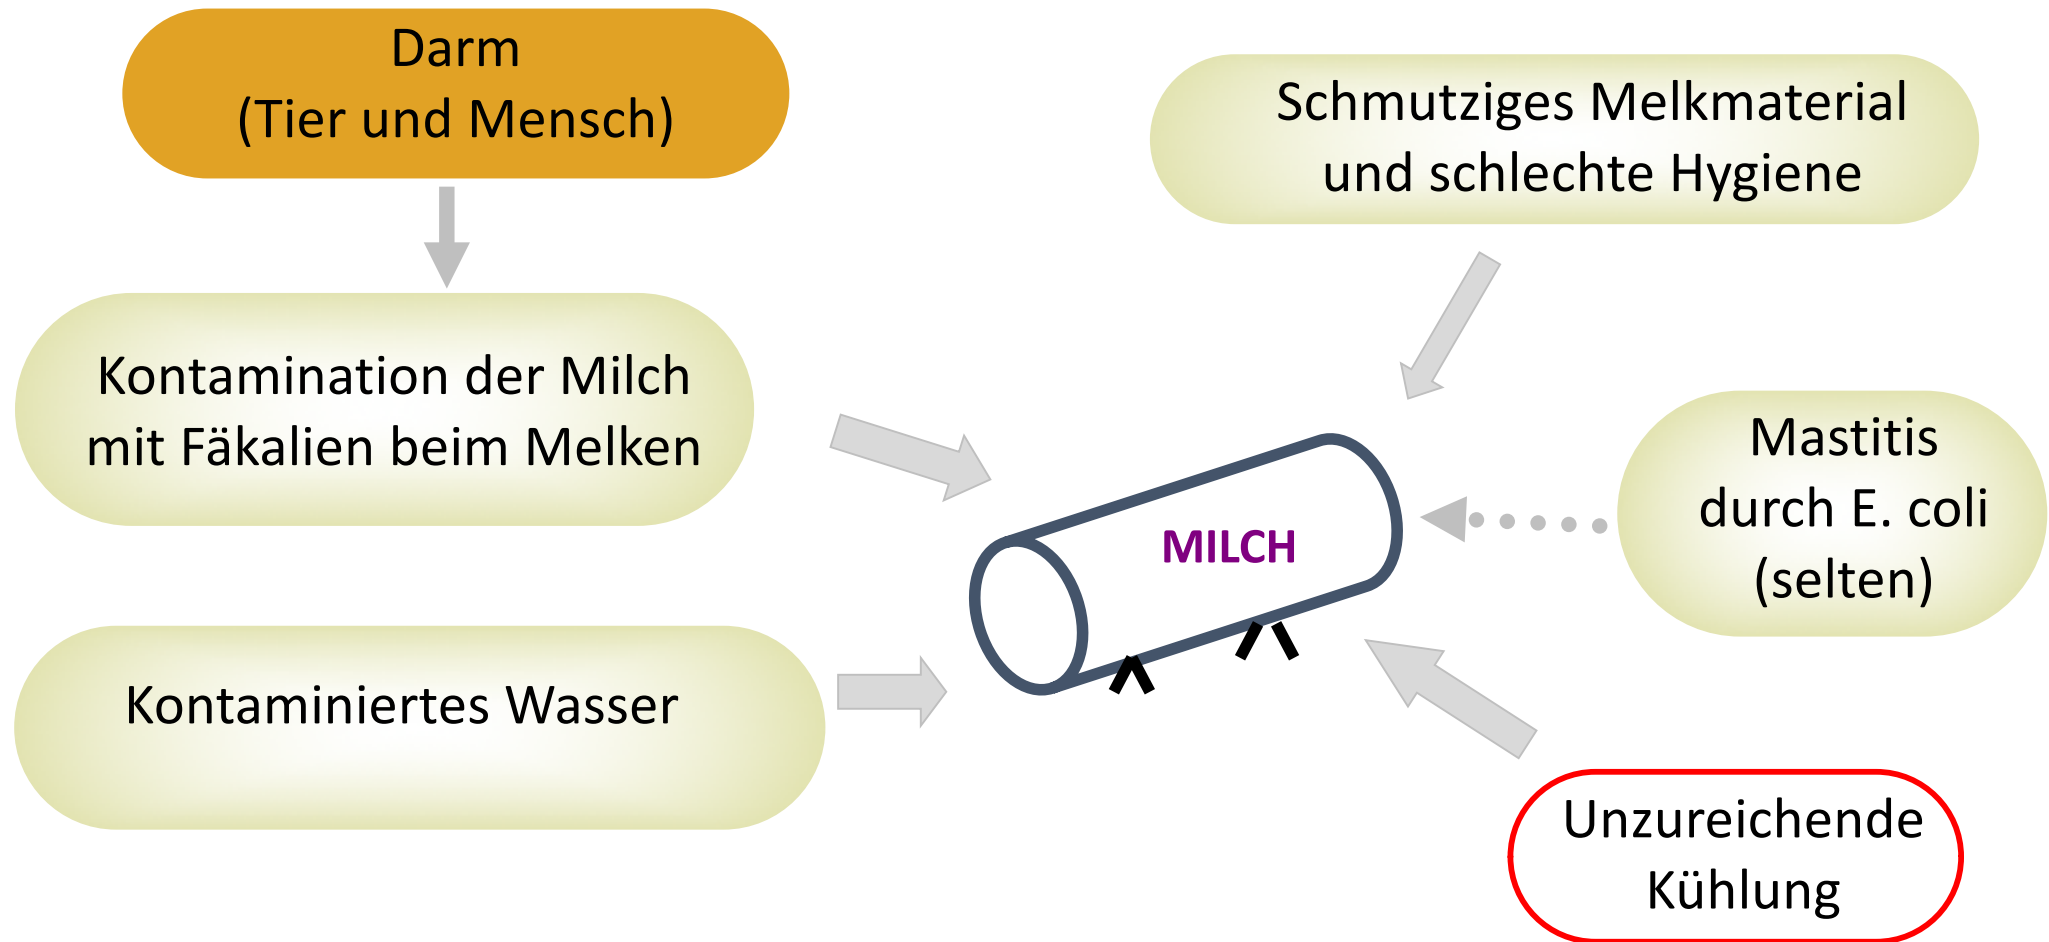 Darm
(Tier und Mensch)
Schmutziges Melkmaterial
und schlechte Hygiene
Kontamination der Milch
mit Fäkalien beim Melken
Mastitis
durch E. coli
(selten)
MILCH
Kontaminiertes Wasser
Unzureichende
Kühlung